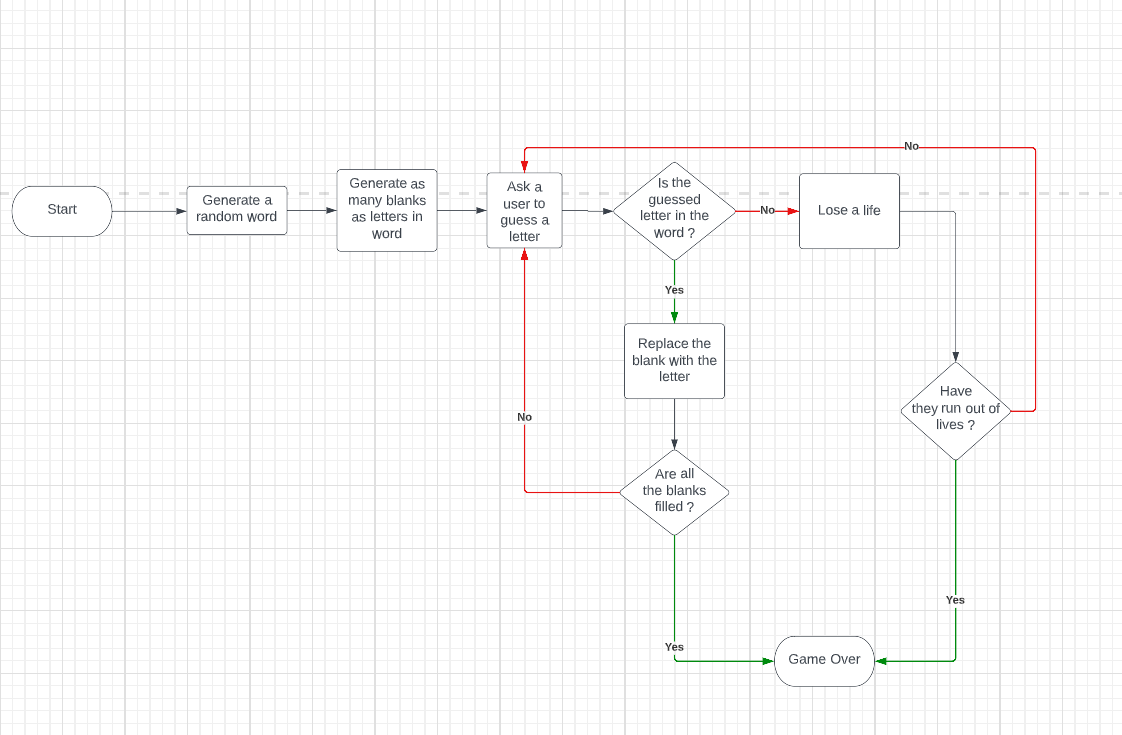 No
Start
Generate a
random word
Generate as
many blanks
as letters in
word
Ask a
user to
guess a
letter
Is the
guessed
letter in the
word ?
No
Lose a life
Yes
Replace the
blank with the
letter
Have
they run out of
lives ?
No
Are all
the blanks
filled ?
Yes
Yes
Game Over